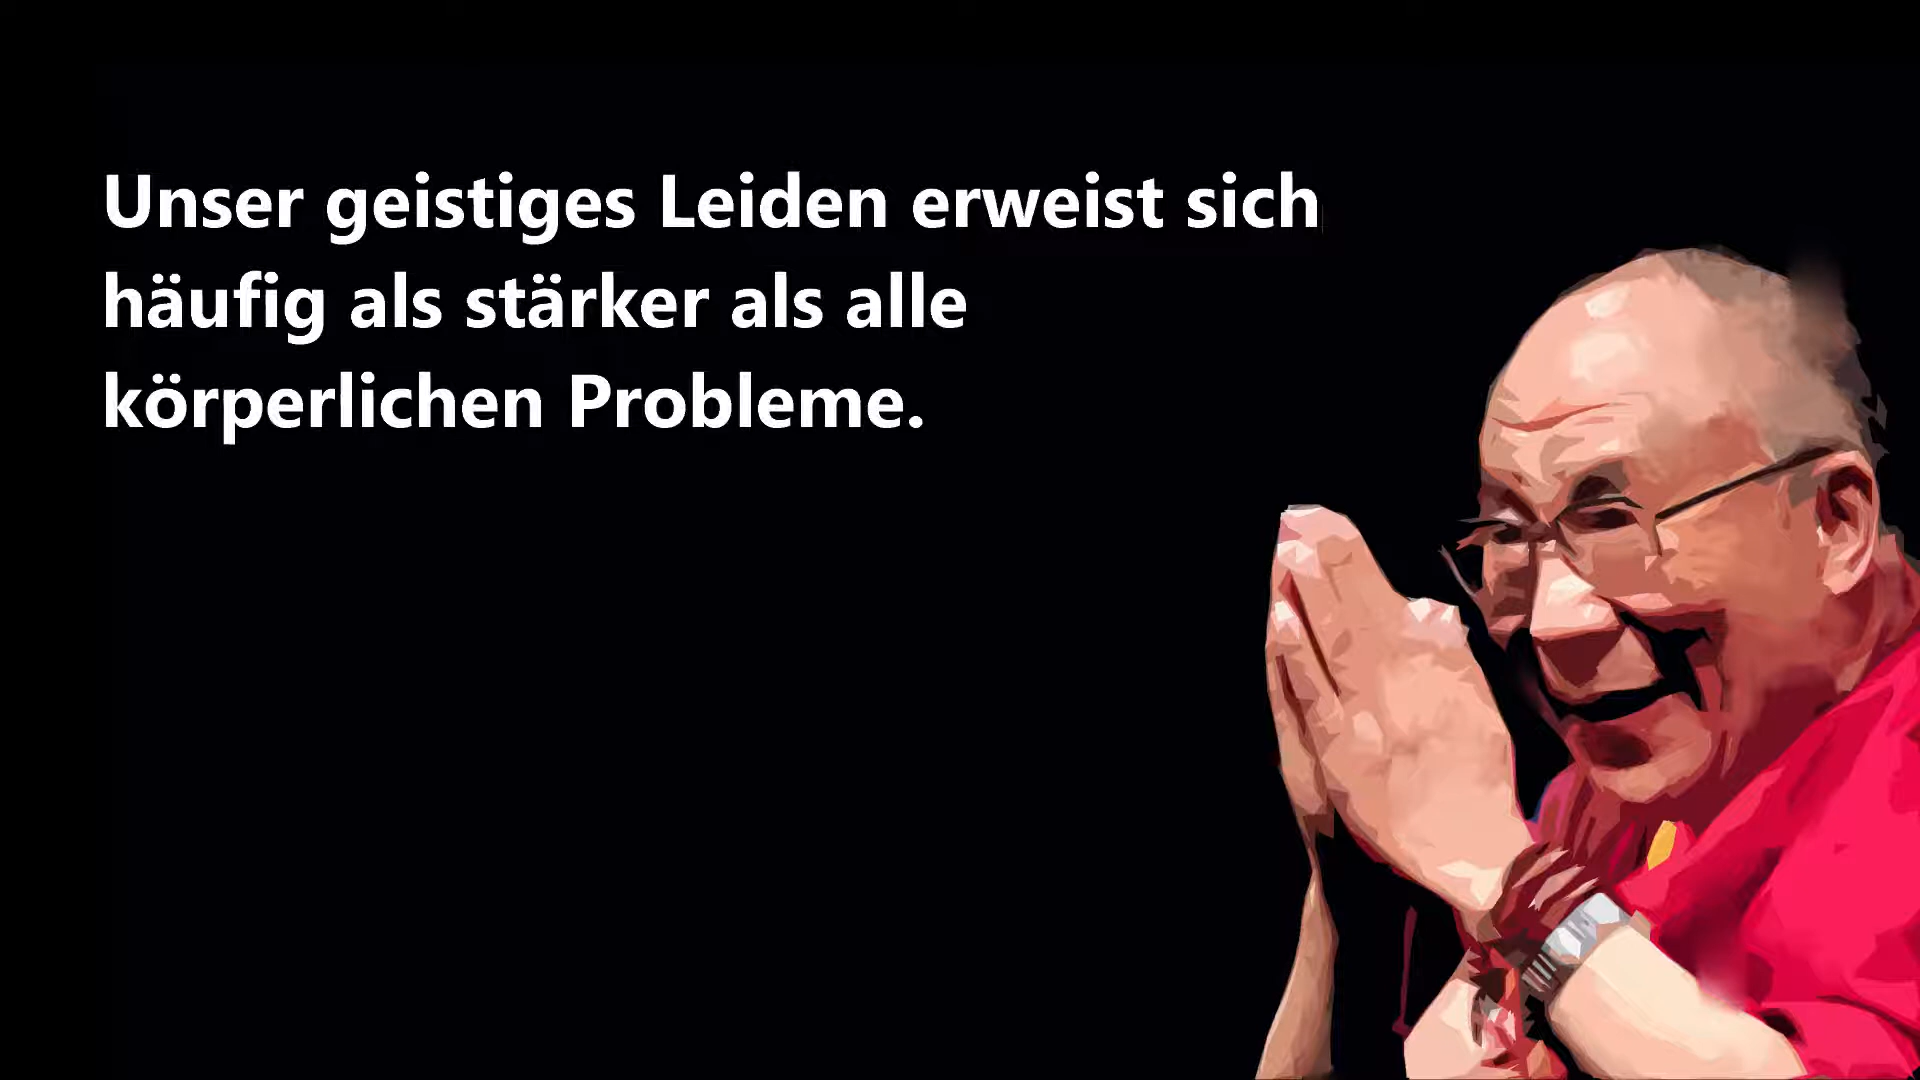 Unser geistiges Leiden erweist sich
häufig als stärker als alle
körperlichen Probleme.